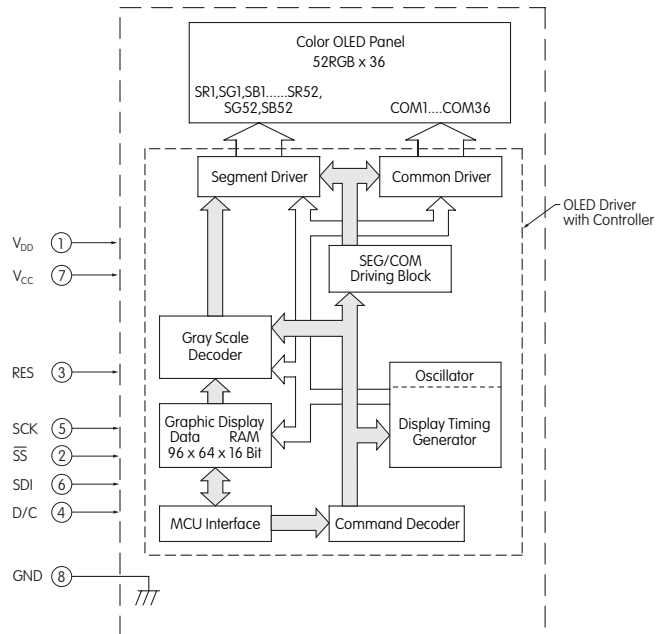 Color OLED Panel
52RGB x 36
SR1,SG1,SB1......SR52,
SG52,SB52
COM1....COM36
Segment Driver
Common Driver
OLED Driver
with Controller
VDD 1
VCC 7
SEG/COM
Driving Block
Gray Scale
Decoder
RES 3
Oscillator
Display Timing
Generator
SCK 5
Graphic Display
Data RAM
96 x 64 x 16 Bit
S̅S̅ 2
SDI 6
D/C 4
MCU Interface
Command Decoder
GND 8